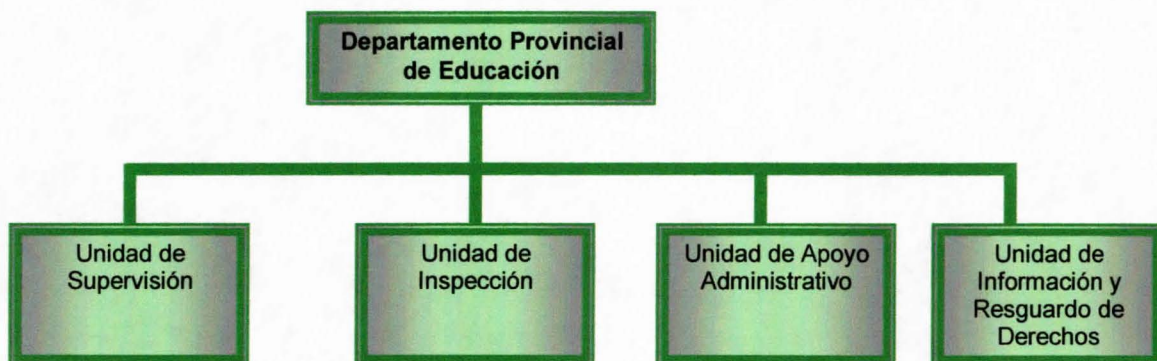 Departamento Provincial
de Educación
Unidad de
Supervisión
Unidad de
Inspección
Unidad de Apoyo
Administrativo
Unidad de
Información y
Resguardo de
Derechos